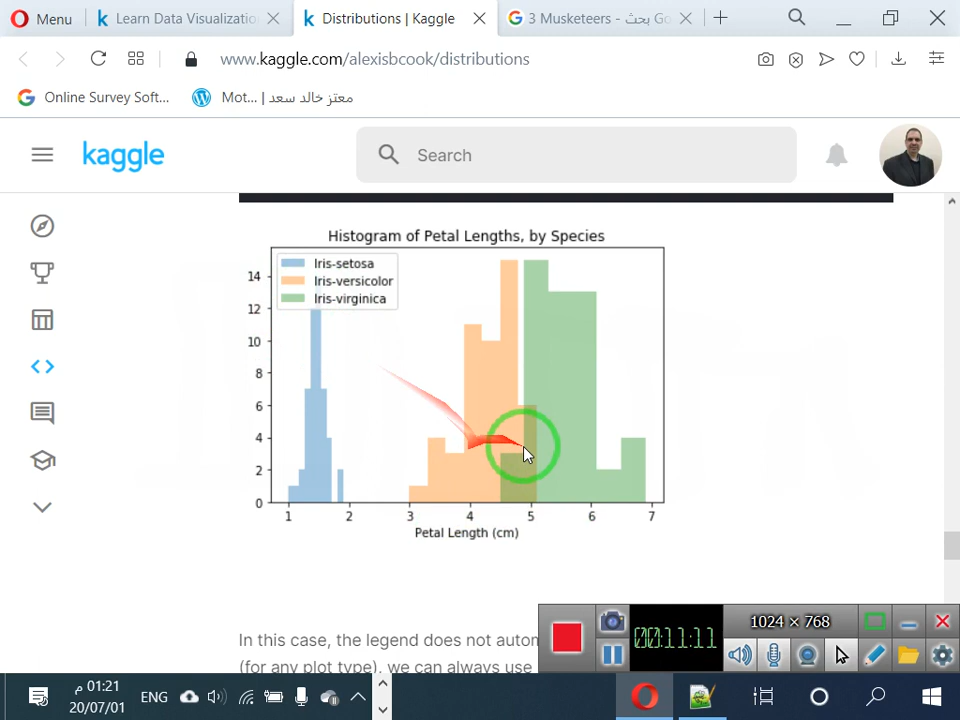 Menu
Learn Data Visualizatio
Distributions | Kaggle
3 Musketeers - بحث Go
www.kaggle.com/alexisbcook/distributions
Online Survey Soft...
Mot... | معتز خالد سعد
kaggle
Search
Histogram of Petal Lengths, by Species
Iris-setosa
Iris-versicolor
Iris-virginica
14
12
10
8
6
4
2
0
1 2 3 4 5 6 7
Petal Length (cm)
In this case, the legend does not autom
(for any plot type), we can always use
00:11:11
1024 × 768
01:21 م
20/07/01
ENG